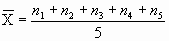 X̅ = (n₁ + n₂ + n₃ + n₄ + n₅) / 5